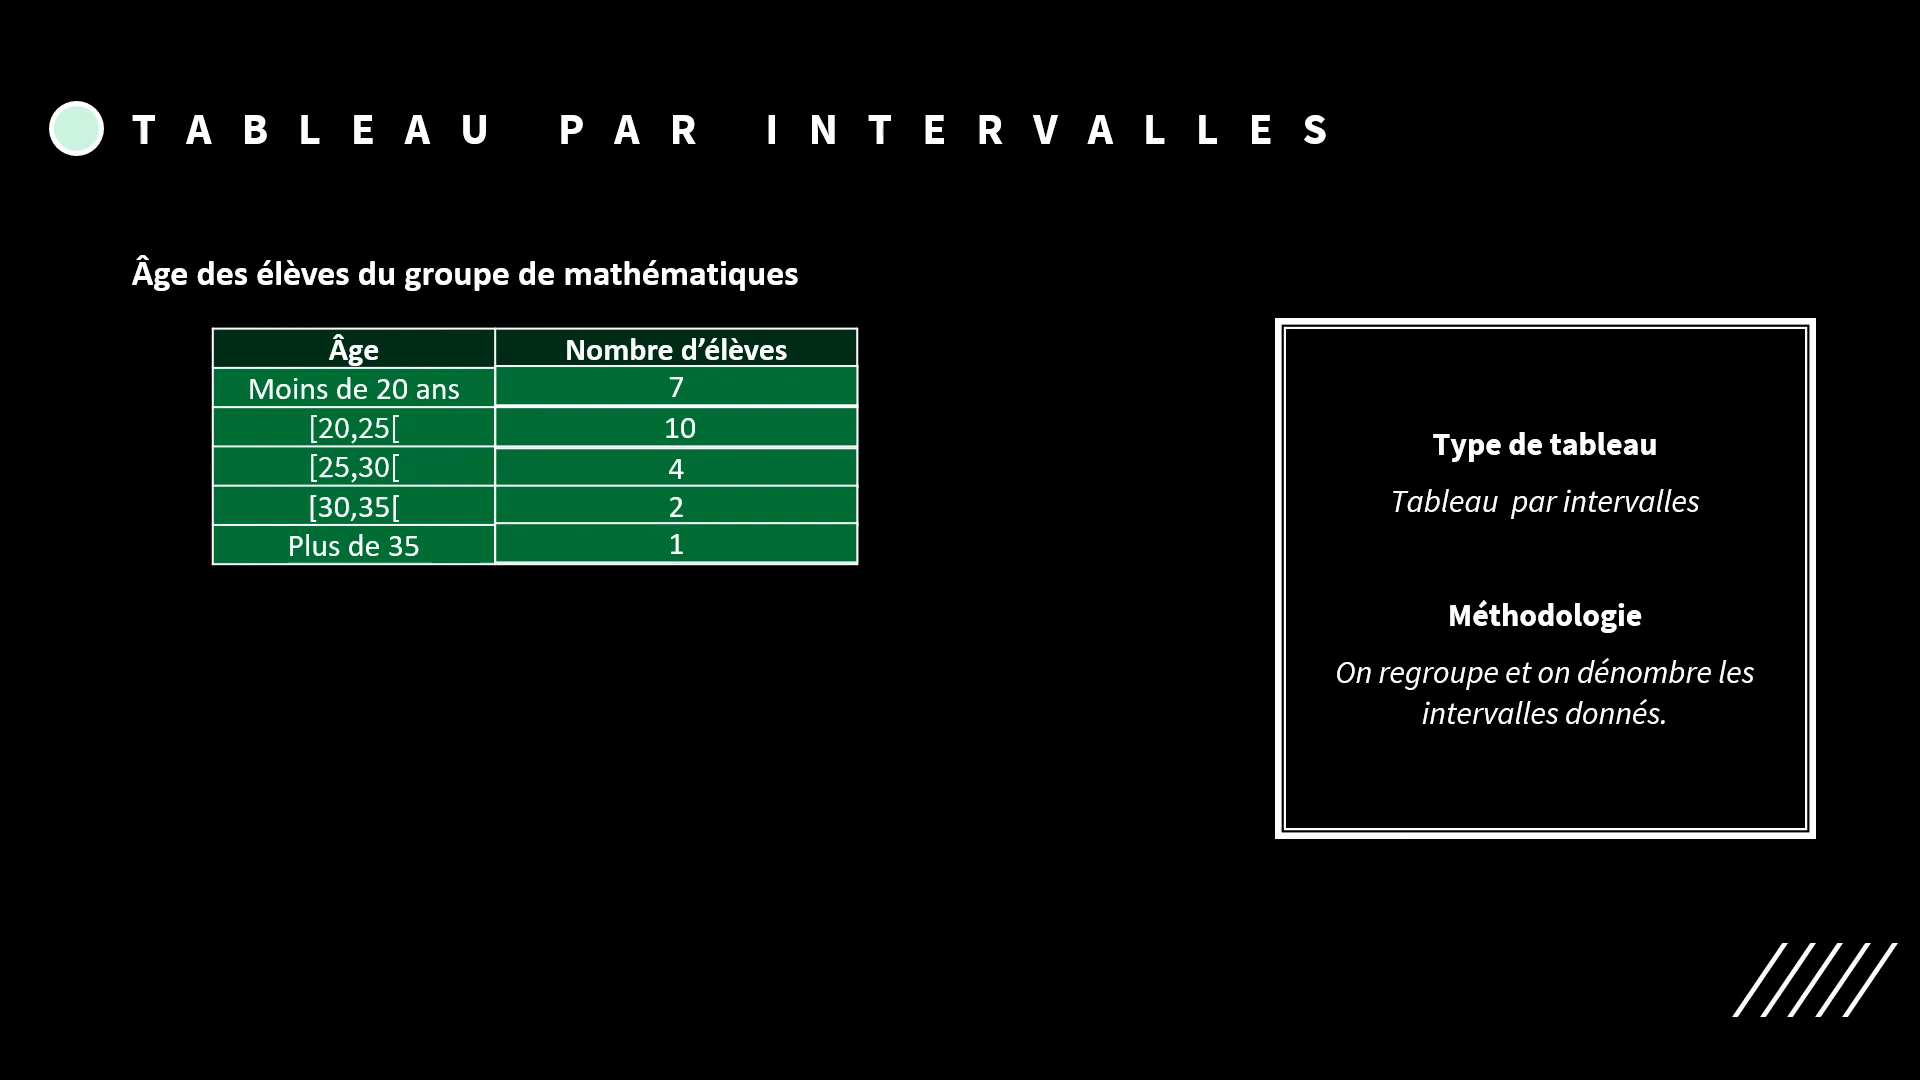 TABLEAU PAR INTERVALLES
Âge des élèves du groupe de mathématiques
Âge Nombre d’élèves
Moins de 20 ans 7
[20,25[ 10
[25,30[ 4
[30,35[ 2
Plus de 35 1
Type de tableau
Tableau par intervalles
Méthodologie
On regroupe et on dénombre les
intervalles donnés.